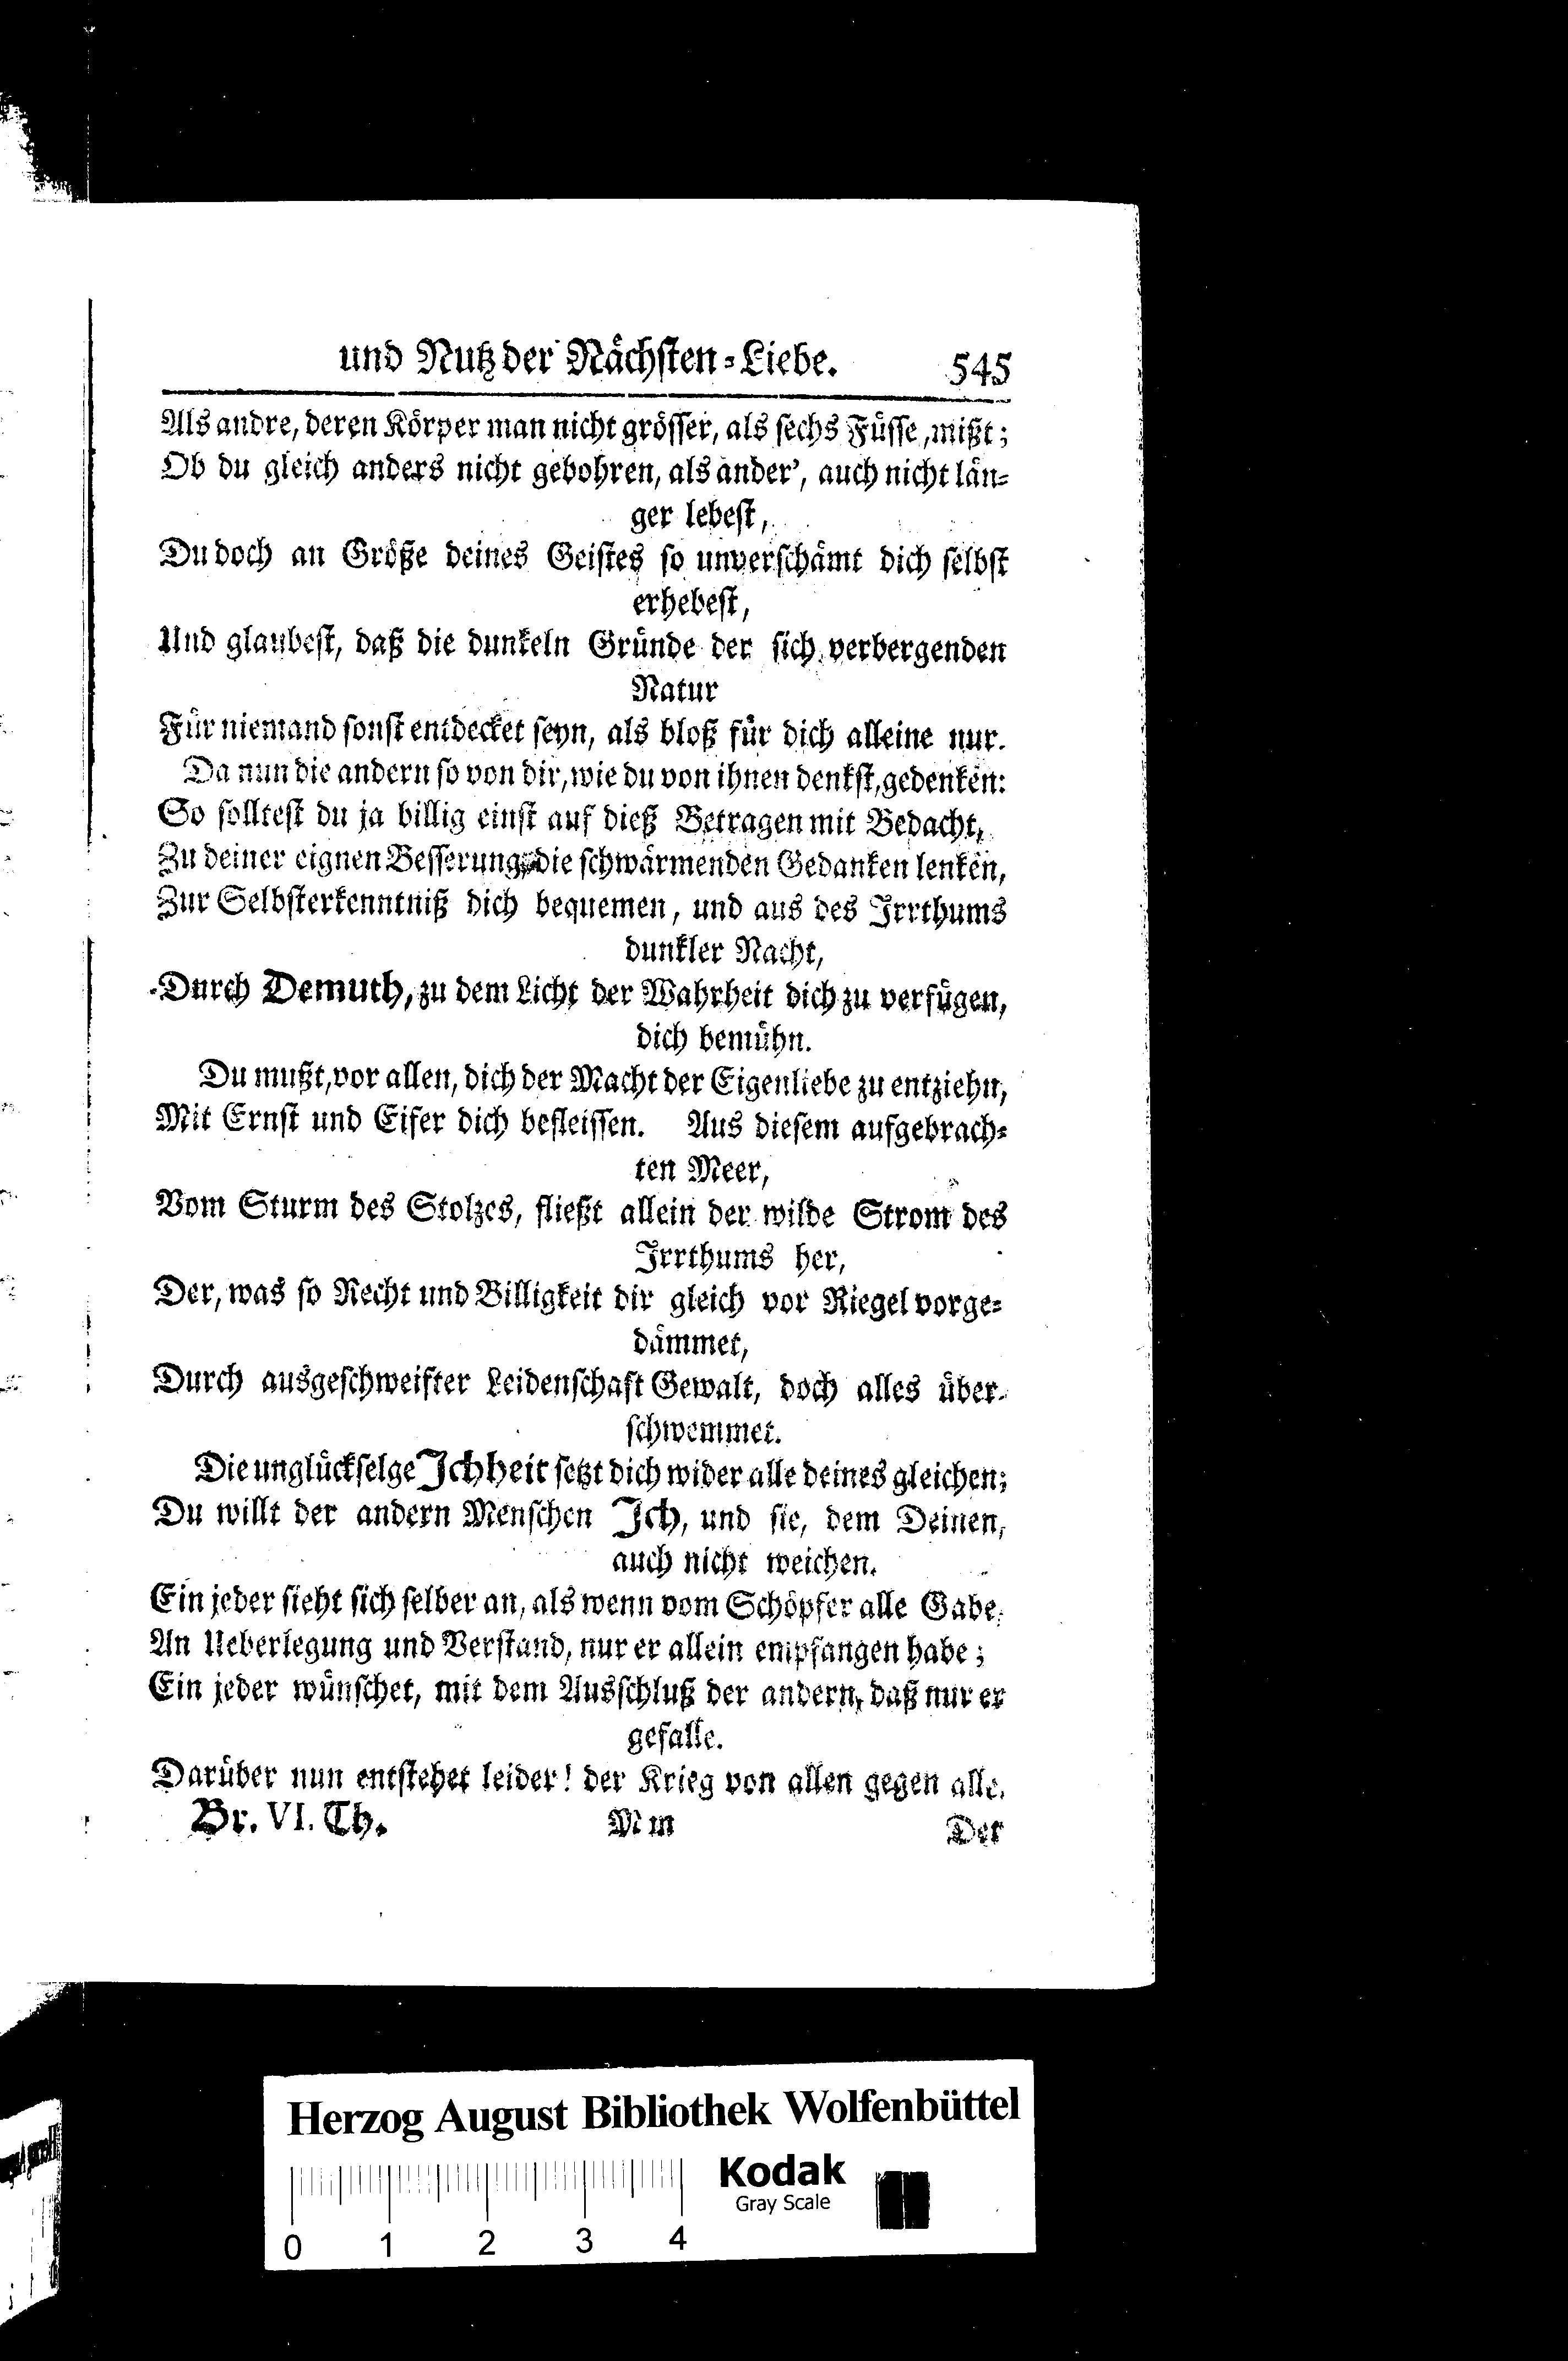 und Nutz der Nächsten-Liebe. 545
Als andre, deren Körper man nicht grösser, als sechs Füsse, mißt;
Ob du gleich anders nicht gebohren, als ander', auch nicht län-
ger lebest,
Du doch an Größe deines Geistes so unverschämt dich selbst
erhebest,
Und glaubest, daß die dunkeln Gründe der sich verbergenden
Natur
Für niemand sonst entdecket seyn, als bloß für dich alleine nur.
Da nun die andern so von dir, wie du von ihnen denkst, gedenken:
So solltest du ja billig einst auf dieß Betragen mit Bedacht,
Zu deiner eignen Besserung, die schwärmenden Gedanken lenken,
Zur Selbsterkenntniß dich bequemen, und aus des Irrthums
dunkler Nacht,
Durch Demuth, zu dem Licht der Wahrheit dich zu verfügen,
dich bemühn.
Du mußt, vor allen, dich der Macht der Eigenliebe zu entziehn,
Mit Ernst und Eifer dich befleissen. Aus diesem aufgebrach-
ten Meer,
Vom Sturm des Stolzes, fließt allein der wilde Strom des
Irrthums her,
Der, was so Recht und Billigkeit dir gleich vor Riegel vorge-
dämmet,
Durch ausgeschweifter Leidenschaft Gewalt, doch alles über-
schwemmet.
Die unglückselge Ichheit setzt dich wider alle deines gleichen;
Du willt der andern Menschen Ich, und sie, dem Deinen,
auch nicht weichen.
Ein jeder sieht sich selber an, als wenn vom Schöpfer alle Gabe,
An Ueberlegung und Verstand, nur er allein empfangen habe;
Ein jeder wünschet, mit dem Ausschluß der andern, daß nur er
gefalle.
Darüber nun entstehet leider! der Krieg von allen gegen alle.
Br. VI. Th. Mm Der
Herzog August Bibliothek Wolfenbüttel
Kodak
Gray Scale
0 1 2 3 4